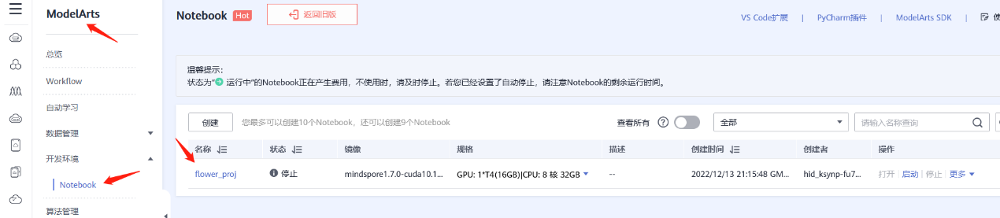 ModelArts
总览
Workflow
自动学习
数据管理
开发环境
Notebook
算法管理
Notebook Hot 返回旧版
VS Code扩展 | PyCharm插件 | ModelArts SDK |
温馨提示：
状态为“运行中”的Notebook正在产生费用，不使用时，请及时停止。若您已经设置了自动停止，请注意Notebook的剩余运行时间。
创建 您最多可以创建10个Notebook，还可以创建9个Notebook 查看所有 全部 请输入名称查询
名称 状态 镜像 规格 描述 创建时间 创建者 操作
flower_proj 停止 mindspore1.7.0-cuda10.1... GPU: 1*T4(16GB)|CPU: 8 核 32GB -- 2022/12/13 21:15:48 GM... hid_ksynp-fu7... 打开 | 启动 | 停止 | 更多